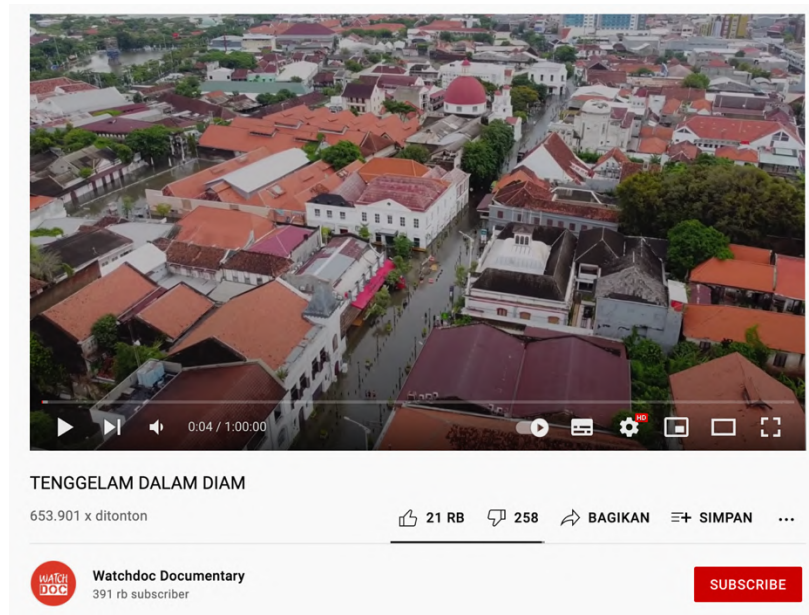 HD
0:04 / 1:00:00
TENGGELAM DALAM DIAM
653.901 x ditonton
21 RB 258 BAGIKAN SIMPAN
WATCH
DOC
Watchdoc Documentary
391 rb subscriber
SUBSCRIBE